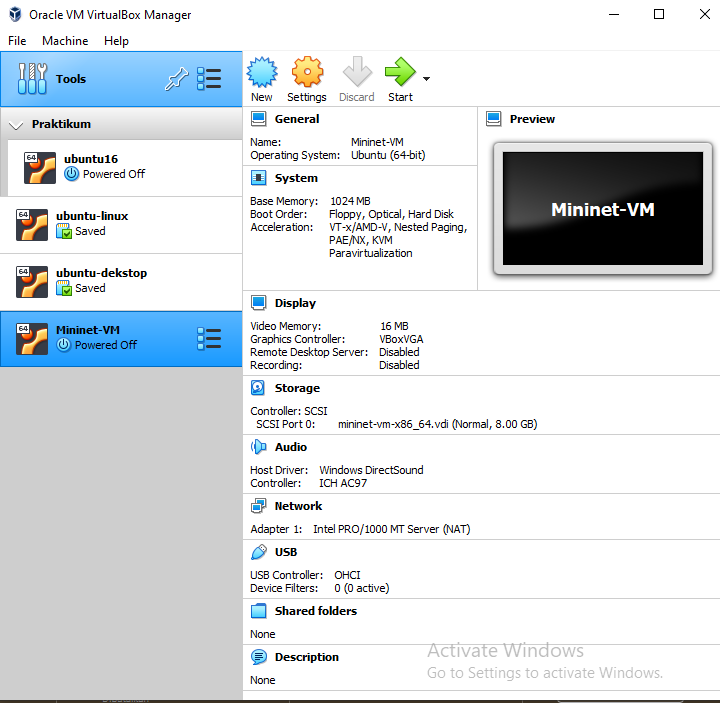 Oracle VM VirtualBox Manager
File Machine Help
Tools
New Settings Discard Start
Praktikum
64
ubuntu16
Powered Off
64
ubuntu-linux
Saved
64
ubuntu-dekstop
Saved
64
Mininet-VM
Powered Off
General
Name: Mininet-VM
Operating System: Ubuntu (64-bit)
Preview
Mininet-VM
System
Base Memory: 1024 MB
Boot Order: Floppy, Optical, Hard Disk
Acceleration: VT-x/AMD-V, Nested Paging,
PAE/NX, KVM
Paravirtualization
Display
Video Memory: 16 MB
Graphics Controller: VBoxVGA
Remote Desktop Server: Disabled
Recording: Disabled
Storage
Controller: SCSI
SCSI Port 0: mininet-vm-x86_64.vdi (Normal, 8.00 GB)
Audio
Host Driver: Windows DirectSound
Controller: ICH AC97
Network
Adapter 1: Intel PRO/1000 MT Server (NAT)
USB
USB Controller: OHCI
Device Filters: 0 (0 active)
Shared folders
None
Description
None
Activate Windows
Go to Settings to activate Windows.